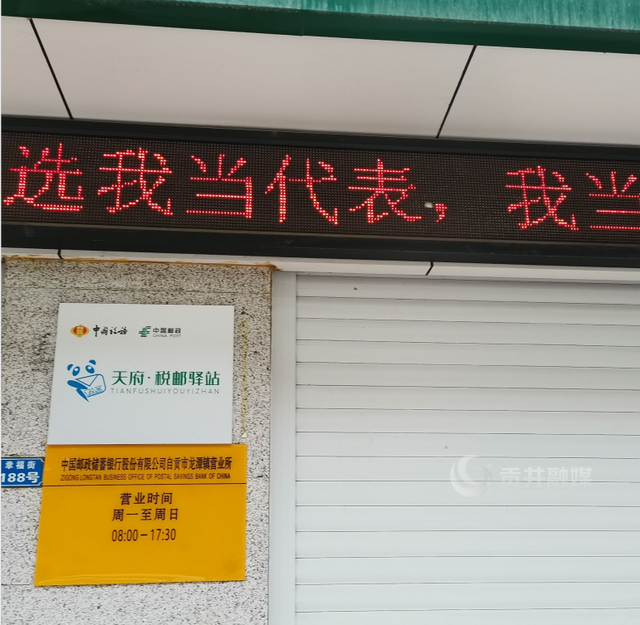 选我当代表，我当
中国税务 中国邮政
CHINA POST
天府·税邮驿站
TIANFUSHUIYOUYIZHAN
中国邮政储蓄银行股份有限公司自贡市龙潭镇营业所
ZIGONG LONGTAN BUSINESS OFFICE OF POSTAL SAVINGS BANK OF CHINA
营业时间
周一至周日
08:00－17:30
幸福街
188号
贡井融媒